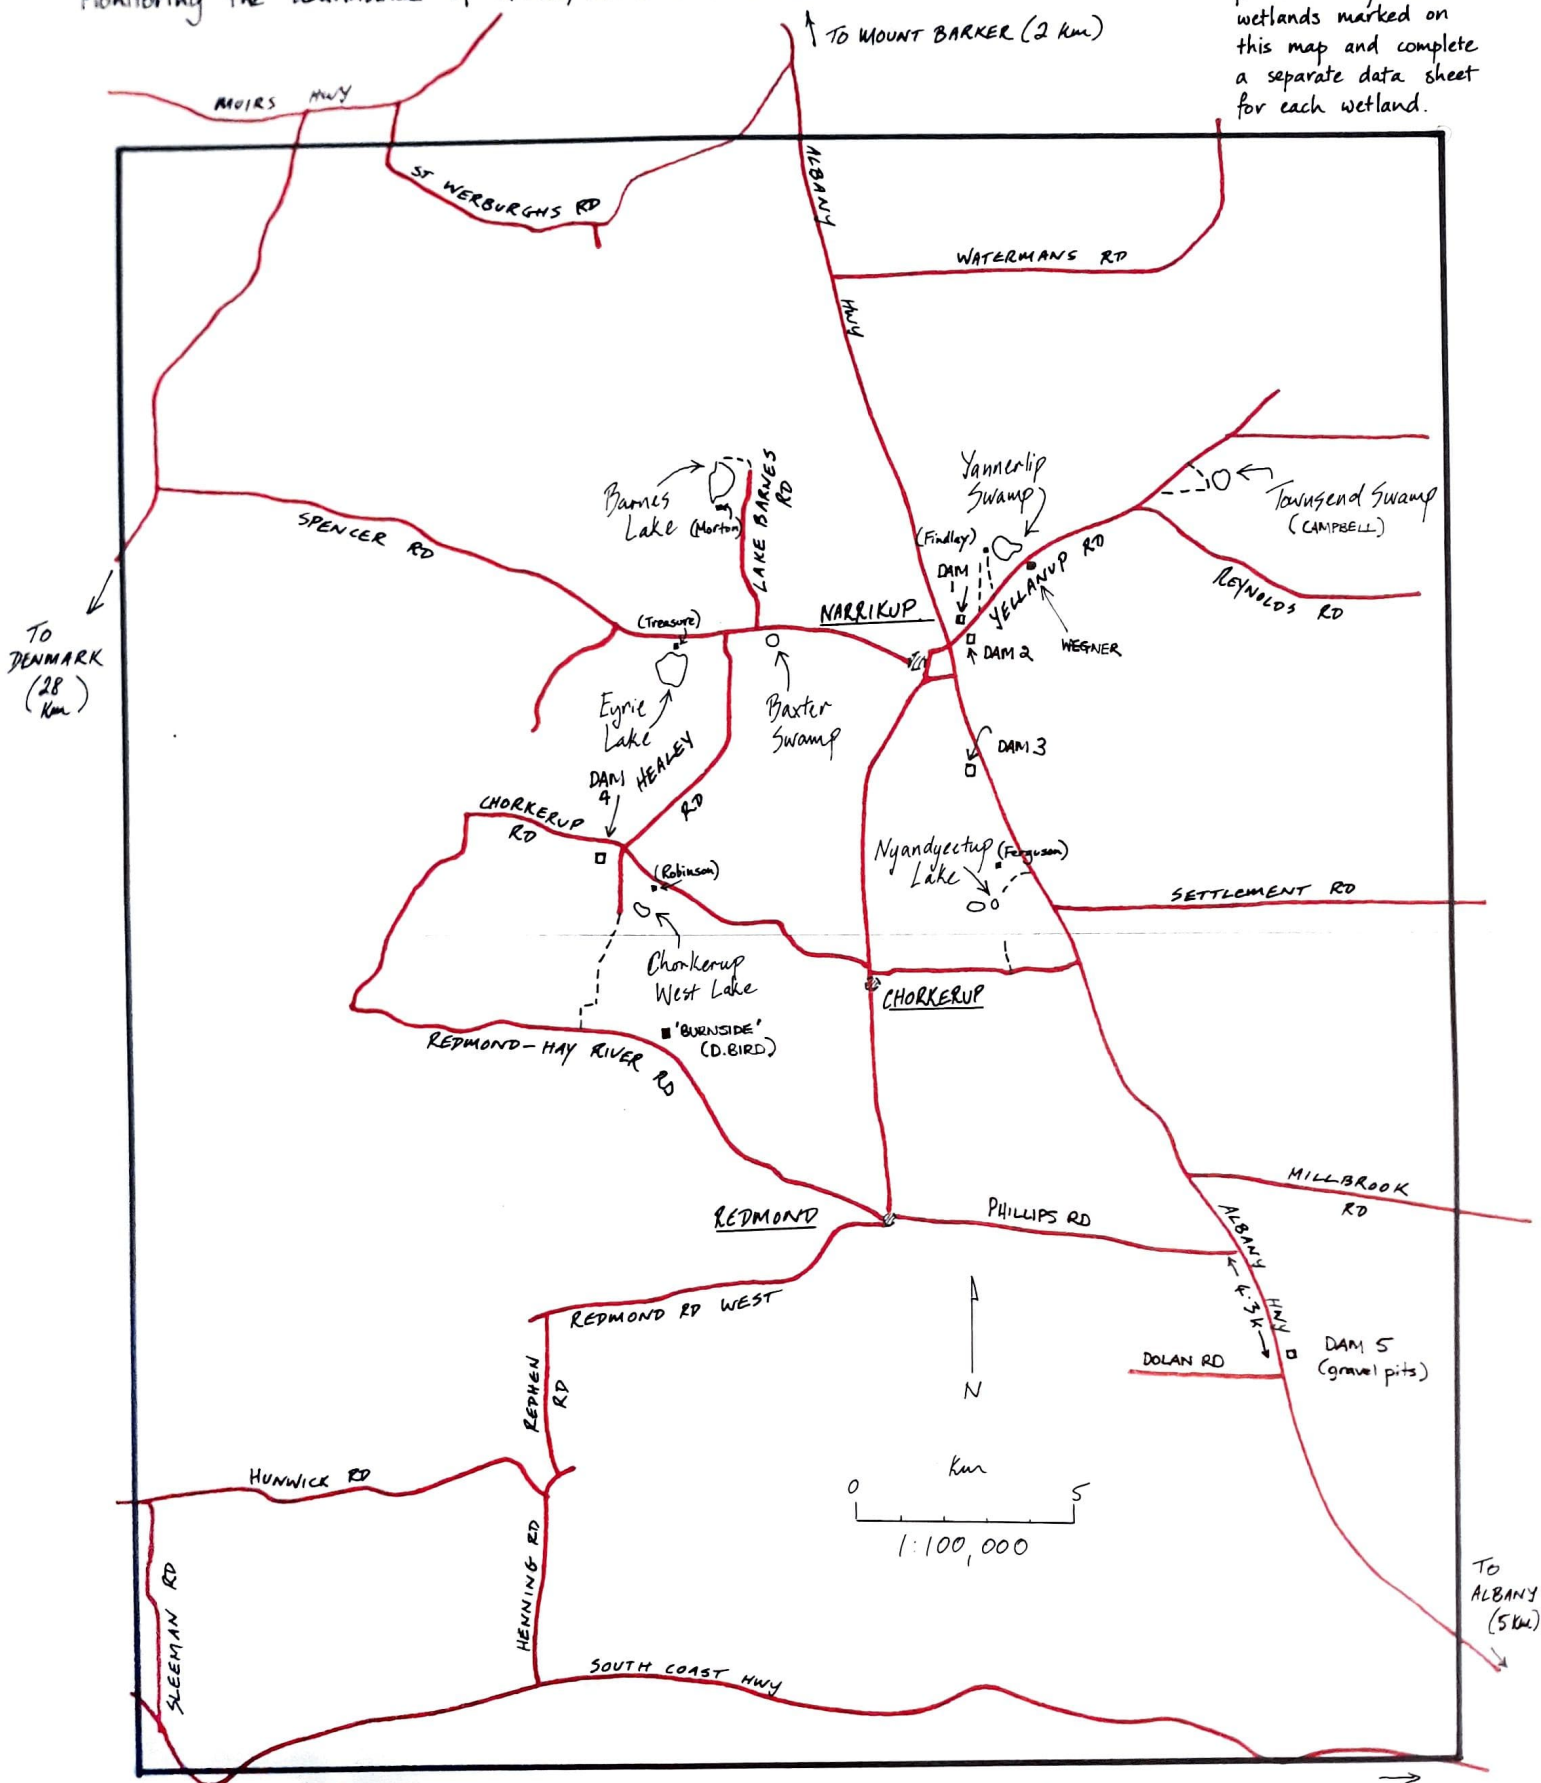 Monitoring the
wetlands marked on
this map and complete
a separate data sheet
for each wetland.
TO MOUNT BARKER (2 km)
MUIRS HWY
ST WERBURGHS RD
ALBANY
HWY
WATERMANS RD
Barnes
Lake
(Morton)
LAKE BARNES
RD
Yannerlip
Swamp
Townsend Swamp
(CAMPBELL)
SPENCER RD
(Findlay)
DAM
1
YELLANUP RD
REYNOLDS RD
TO
DENMARK
(28
Km)
(Treasure)
NARRIKUP
DAM 2
WEGNER
Eyrie
Lake
Baxter
Swamp
DAM 3
DAM
4
HEALEY
RD
CHORKERUP
RD
(Robinson)
Nyandyeetup
Lake
(Ferguson)
SETTLEMENT RD
Chorkerup
West Lake
CHORKERUP
REDMOND-HAY RIVER RD
'BURNSIDE'
(D.BIRD)
MILLBROOK
RD
REDMOND
PHILLIPS RD
ALBANY
HWY
4.3k
REDMOND RD WEST
DAM 5
(gravel pits)
DOLAN RD
REDHEN
RD
N
HUNWICK RD
Km
0 5
1:100,000
HENNING RD
SLEEMAN RD
SOUTH COAST HWY
TO
ALBANY
(5 Km)